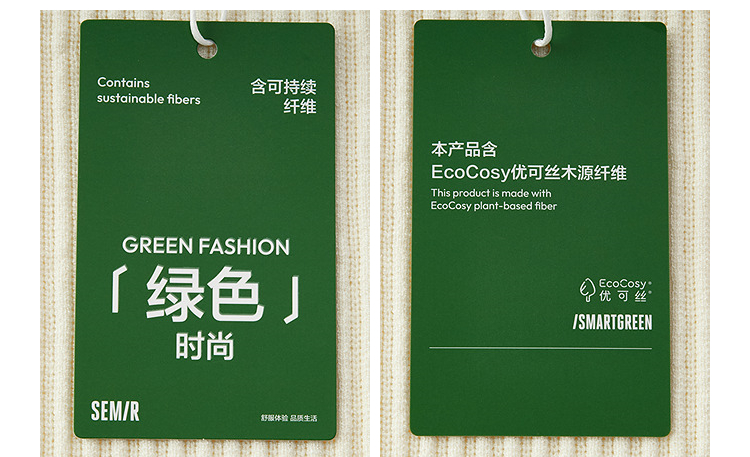 Contains
sustainable fibers
含可持续
纤维
GREEN FASHION
「绿色」
时尚
SEMIR
舒服体验 品质生活
本产品含
EcoCosy优可丝木源纤维
This product is made with
EcoCosy plant-based fiber
EcoCosy®
优可丝®
/SMARTGREEN